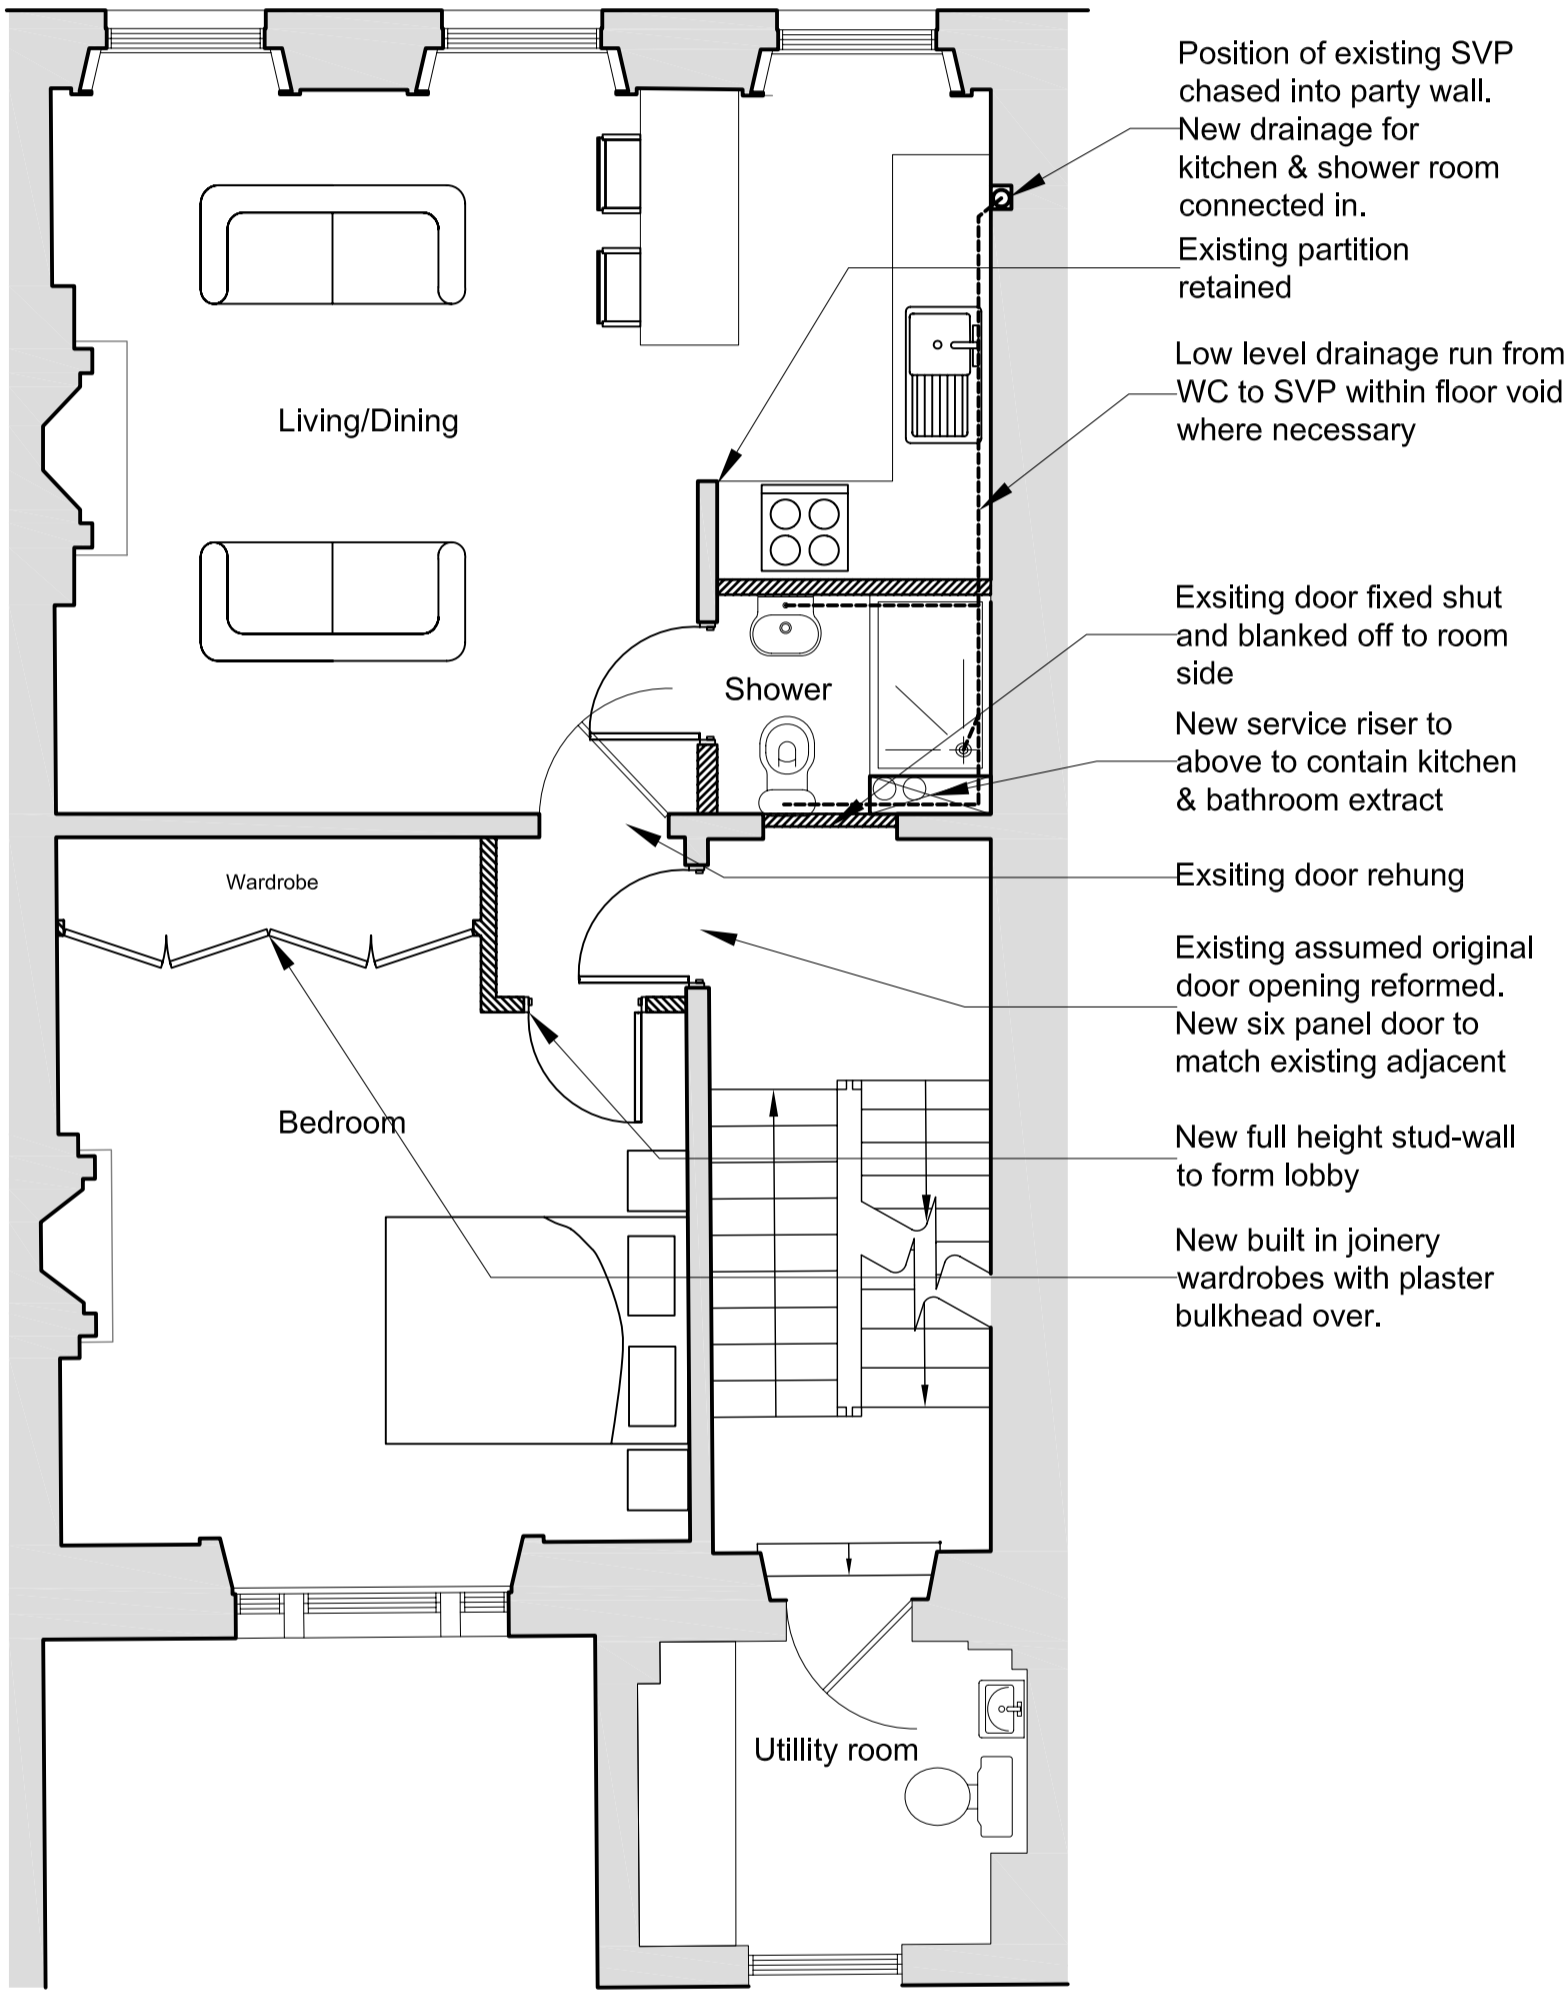 Position of existing SVP
chased into party wall.
New drainage for
kitchen & shower room
connected in.
Existing partition
retained
Low level drainage run from
WC to SVP within floor void
where necessary
Living/Dining
Exsiting door fixed shut
and blanked off to room
side
Shower
New service riser to
above to contain kitchen
& bathroom extract
Wardrobe
Exsiting door rehung
Existing assumed original
door opening reformed.
New six panel door to
match existing adjacent
Bedroom
New full height stud-wall
to form lobby
New built in joinery
wardrobes with plaster
bulkhead over.
Utillity room